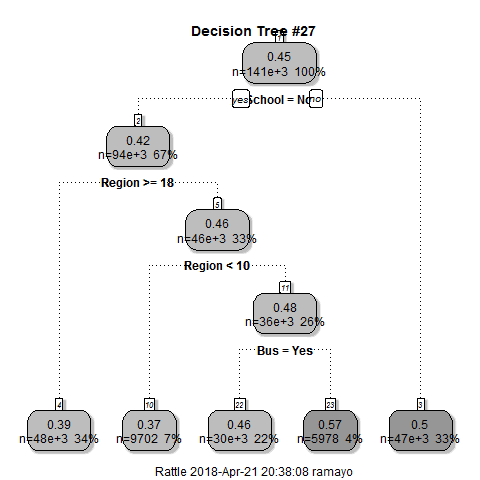 Decision Tree #27
1
0.45
n=141e+3 100%
yes School = No no
2
0.42
n=94e+3 67%
Region >= 18
5
0.46
n=46e+3 33%
Region < 10
11
0.48
n=36e+3 26%
Bus = Yes
4 10 22 23 3
0.39 0.37 0.46 0.57 0.5
n=48e+3 34% n=9702 7% n=30e+3 22% n=5978 4% n=47e+3 33%
Rattle 2018-Apr-21 20:38:08 ramayo